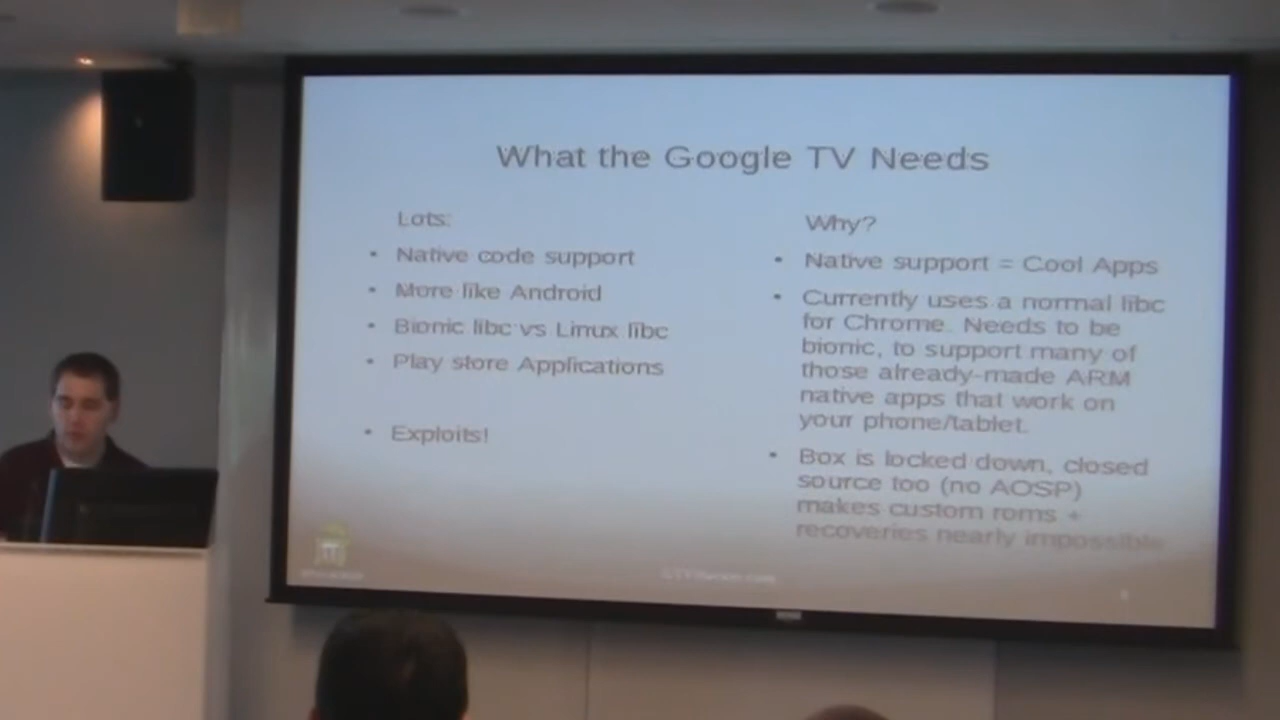 What the Google TV Needs
Lots:
• Native code support
• More like Android
• Bionic libc vs Linux libc
• Play store Applications
• Exploits!
Why?
• Native support = Cool Apps
• Currently uses a normal libc
for Chrome. Needs to be
bionic, to support many of
those already-made ARM
native apps that work on
your phone/tablet.
• Box is locked down, closed
source too (no AOSP)
makes custom roms +
recoveries nearly impossible